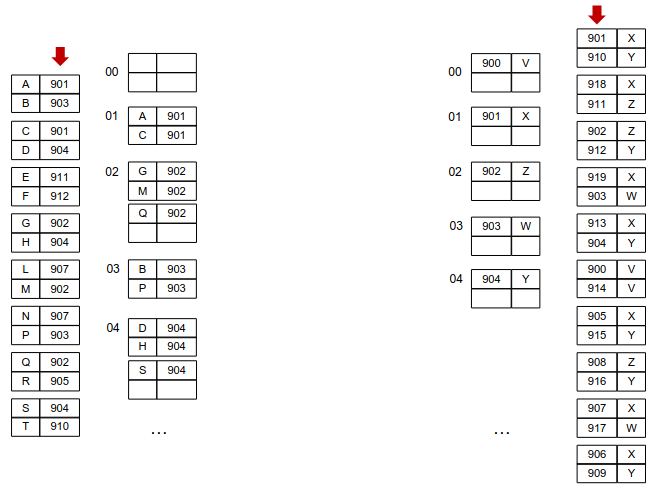 A 901
B 903
C 901
D 904
E 911
F 912
G 902
H 904
L 907
M 902
N 907
P 903
Q 902
R 905
S 904
T 910
00
01
A 901
C 901
02
G 902
M 902
Q 902
03
B 903
P 903
04
D 904
H 904
S 904
...
00
900 V
01
901 X
02
902 Z
03
903 W
04
904 Y
...
901 X
910 Y
918 X
911 Z
902 Z
912 Y
919 X
903 W
913 X
904 Y
900 V
914 V
905 X
915 Y
908 Z
916 Y
907 X
917 W
906 X
909 Y